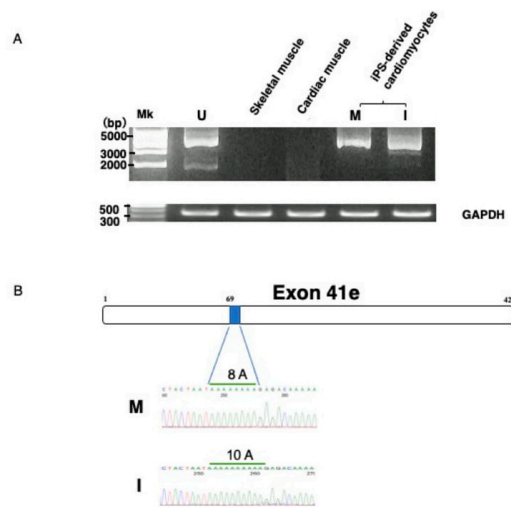 A
Skeletal muscle
Cardiac muscle
iPS-derived
cardiomyocytes
(bp)
Mk
U
M
I
5000
3000
2000
500
300
GAPDH
B
Exon 41e
1
69
42
8 A
M
10 A
I